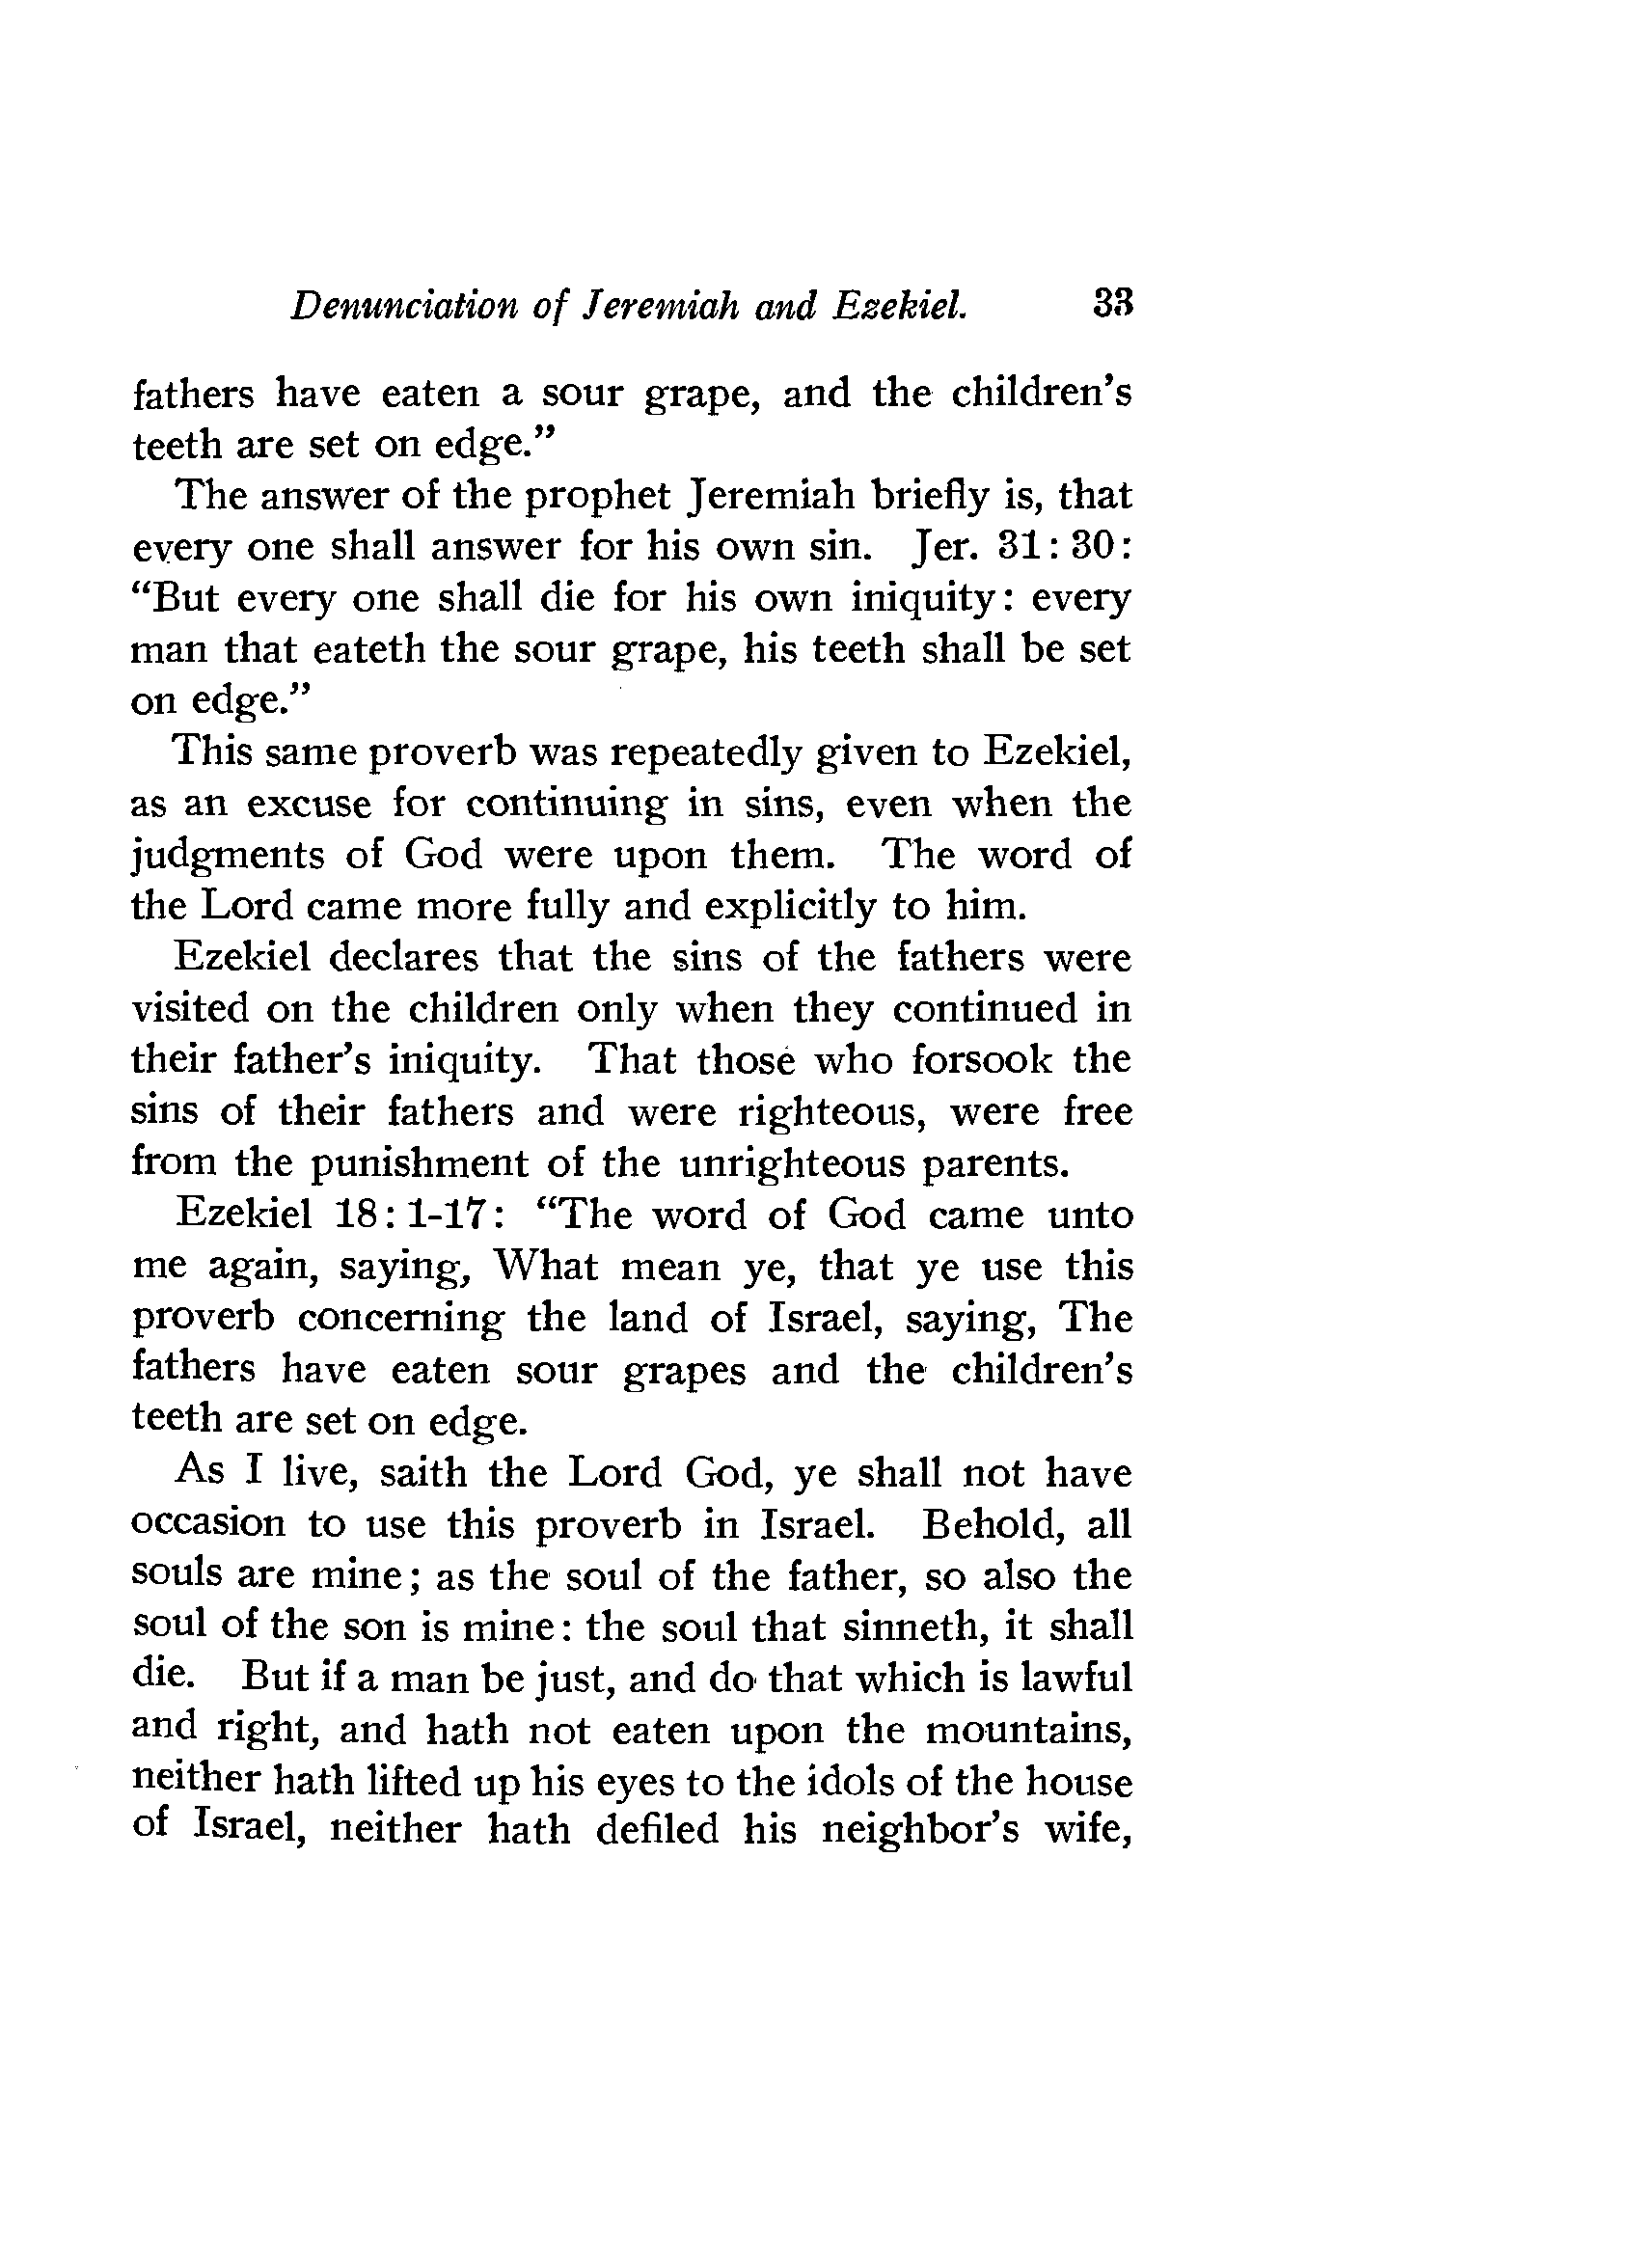 Denunciation of Jeremiah and Ezekiel. 33
fathers have eaten a sour grape, and the children's
teeth are set on edge."
The answer of the prophet Jeremiah briefly is, that
every one shall answer for his own sin. Jer. 31:30:
"But every one shall die for his own iniquity: every
man that eateth the sour grape, his teeth shall be set
on edge."
This same proverb was repeatedly given to Ezekiel,
as an excuse for continuing in sins, even when the
judgments of God were upon them. The word of
the Lord came more fully and explicitly to him.
Ezekiel declares that the sins of the fathers were
visited on the children only when they continued in
their father's iniquity. That those who forsook the
sins of their fathers and were righteous, were free
from the punishment of the unrighteous parents.
Ezekiel 18:1-17: "The word of God came unto
me again, saying, What mean ye, that ye use this
proverb concerning the land of Israel, saying, The
fathers have eaten sour grapes and the children's
teeth are set on edge.
As I live, saith the Lord God, ye shall not have
occasion to use this proverb in Israel. Behold, all
souls are mine; as the soul of the father, so also the
soul of the son is mine: the soul that sinneth, it shall
die. But if a man be just, and do that which is lawful
and right, and hath not eaten upon the mountains,
neither hath lifted up his eyes to the idols of the house
of Israel, neither hath defiled his neighbor's wife,